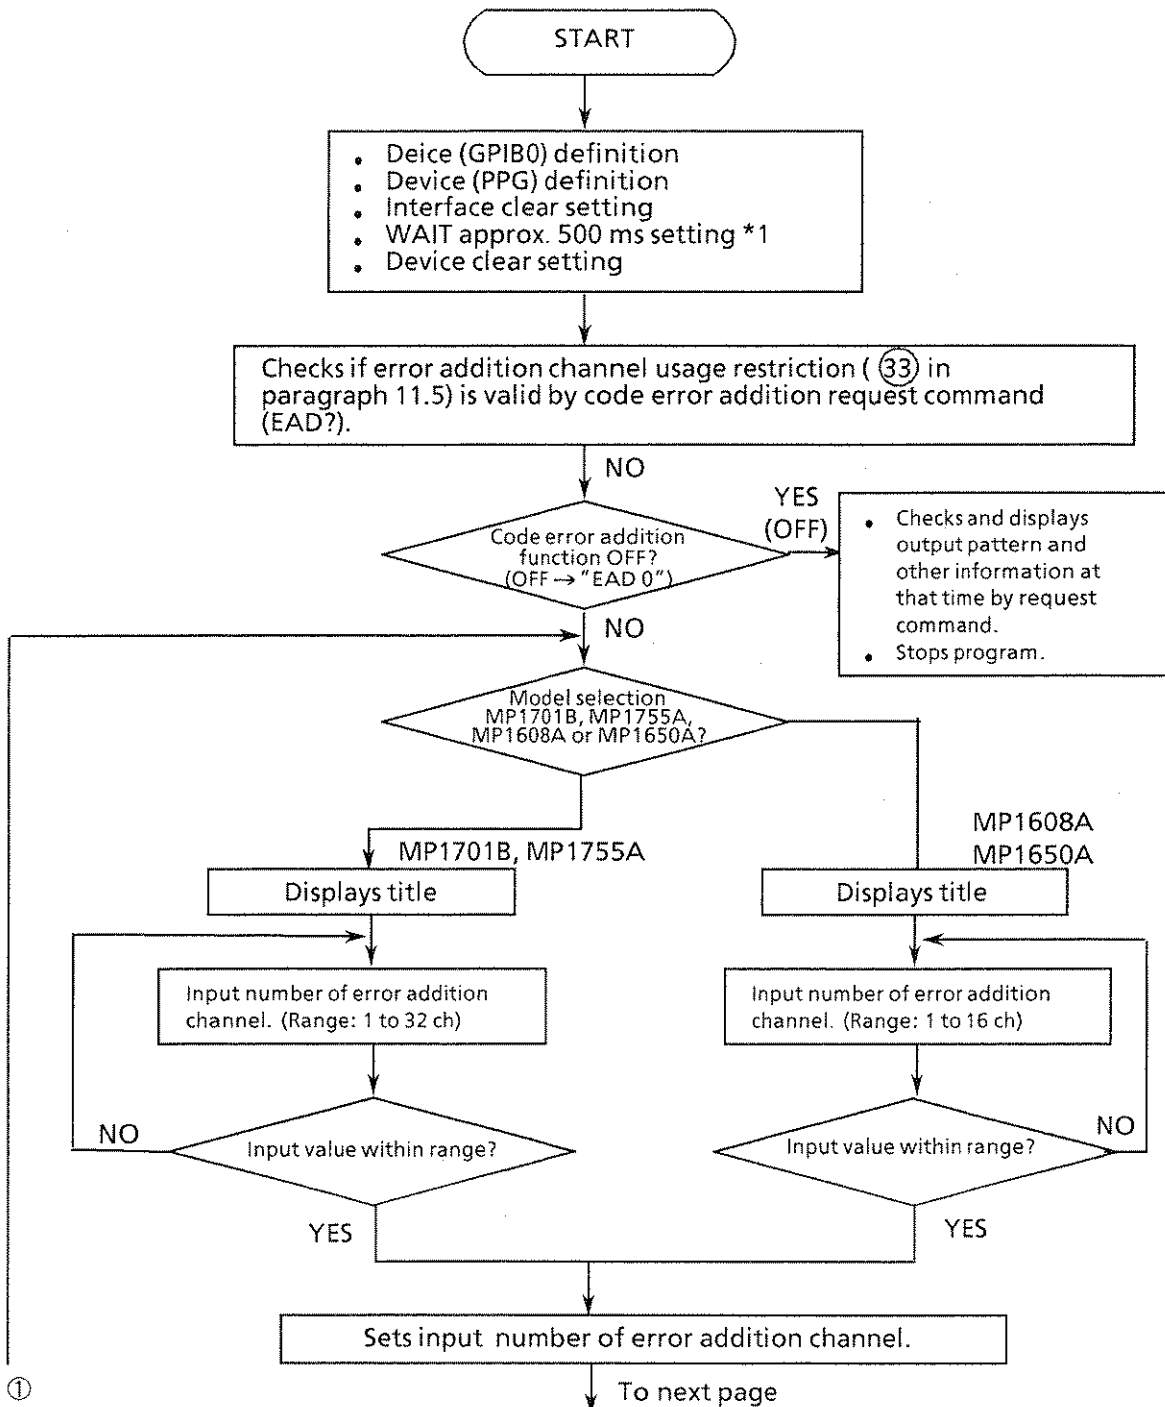 START
• Deice (GPIB0) definition
• Device (PPG) definition
• Interface clear setting
• WAIT approx. 500 ms setting *1
• Device clear setting
Checks if error addition channel usage restriction ( ㉝ in
paragraph 11.5) is valid by code error addition request command
(EAD?).
NO
Code error addition
function OFF?
(OFF → "EAD 0")
YES
(OFF)
• Checks and displays
output pattern and
other information at
that time by request
command.
• Stops program.
NO
Model selection
MP1701B, MP1755A,
MP1608A or MP1650A?
MP1701B, MP1755A
MP1608A
MP1650A
Displays title
Displays title
Input number of error addition
channel. (Range: 1 to 32 ch)
Input number of error addition
channel. (Range: 1 to 16 ch)
NO
Input value within range?
Input value within range?
NO
YES
YES
Sets input number of error addition channel.
①
To next page